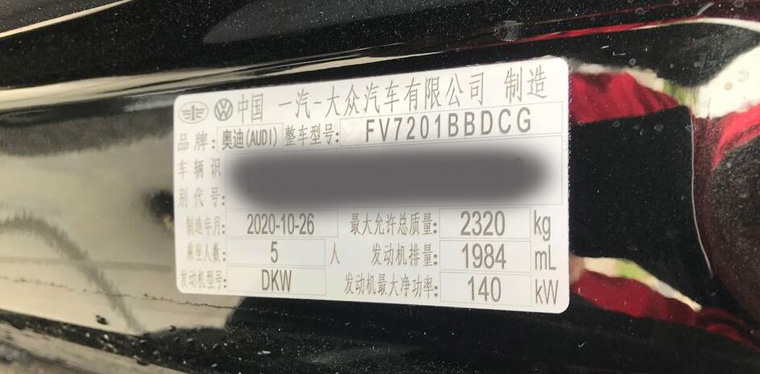 中国 一汽-大众汽车有限公司 制造
品牌: 奥迪(AUDI) 整车型号: FV7201BBDCG
车辆识
别代号:
制造年月: 2020-10-26 最大允许总质量: 2320 kg
乘坐人数: 5 人 发动机排量: 1984 mL
发动机型号: DKW 发动机最大净功率: 140 kW